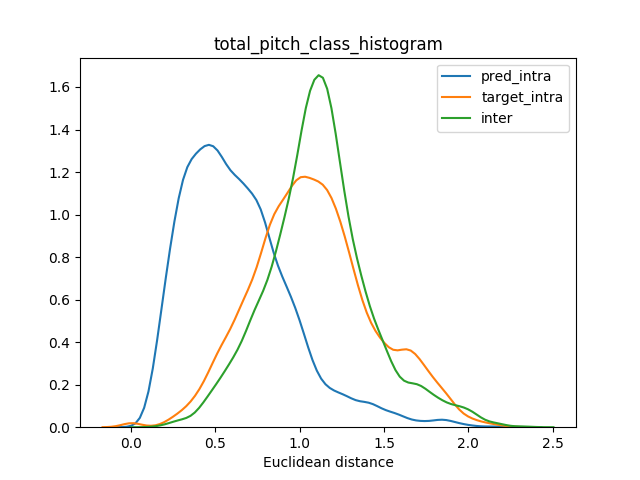 total_pitch_class_histogram
pred_intra
target_intra
inter
1.6
1.4
1.2
1.0
0.8
0.6
0.4
0.2
0.0
0.0 0.5 1.0 1.5 2.0 2.5
Euclidean distance